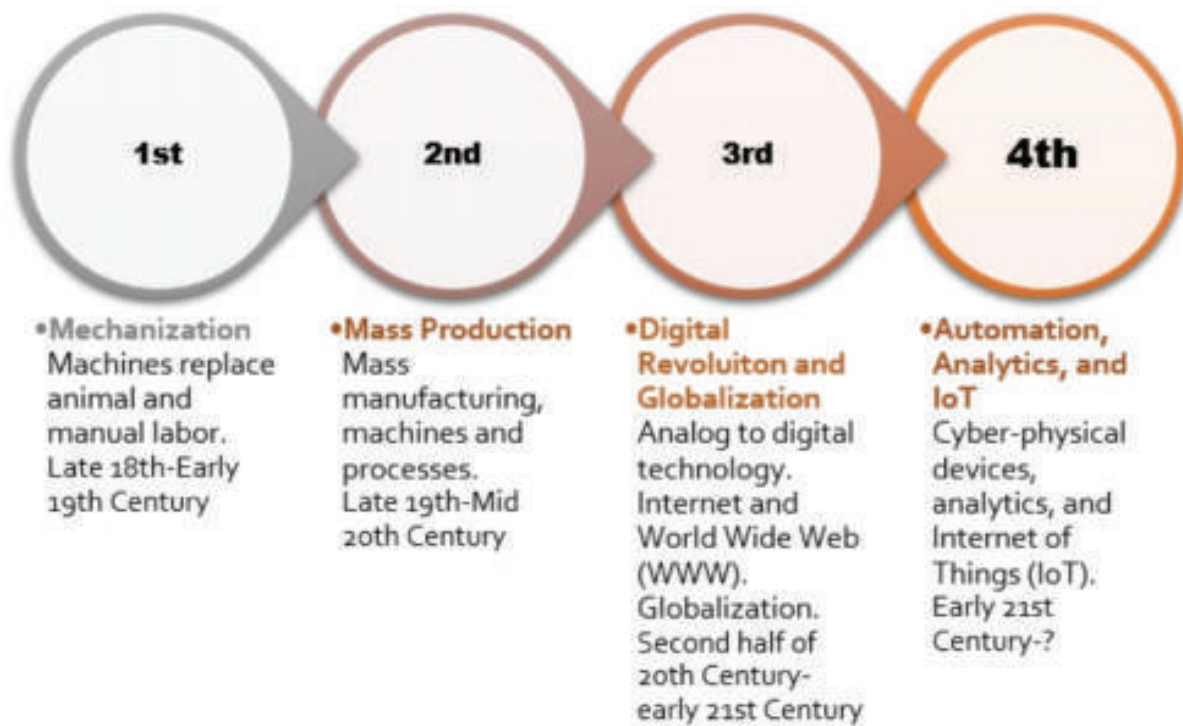 1st
2nd
3rd
4th
•Mechanization
Machines replace
animal and
manual labor.
Late 18th-Early
19th Century
•Mass Production
Mass
manufacturing,
machines and
processes.
Late 19th-Mid
20th Century
•Digital
Revoluiton and
Globalization
Analog to digital
technology.
Internet and
World Wide Web
(WWW).
Globalization.
Second half of
20th Century-
early 21st Century
•Automation,
Analytics, and
IoT
Cyber-physical
devices,
analytics, and
Internet of
Things (IoT).
Early 21st
Century-?